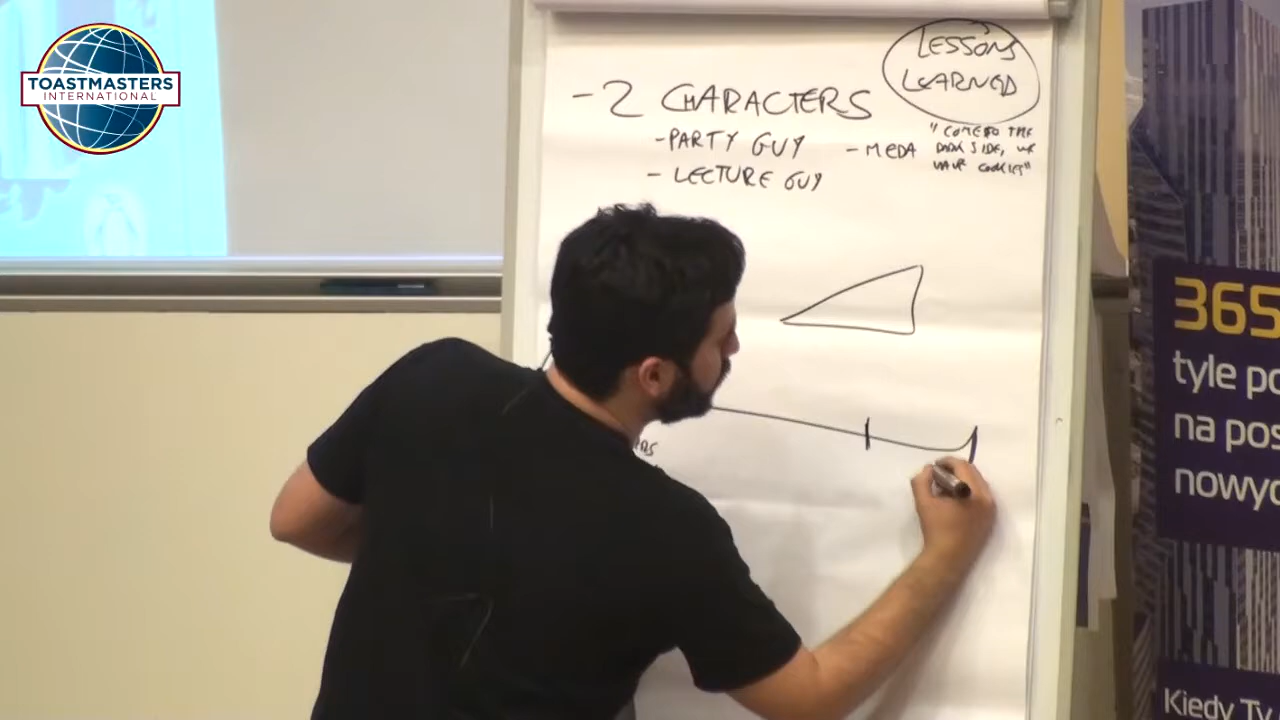 TOASTMASTERS
INTERNATIONAL
LESSONS
LEARNED
- 2 CHARACTERS
- PARTY GUY
- LECTURE GUY
- MEDA
"COME TO THE
DARK SIDE, WE
HAVE COOKIES"
365
tyle po
na pos
nowyc
Kiedy Ty